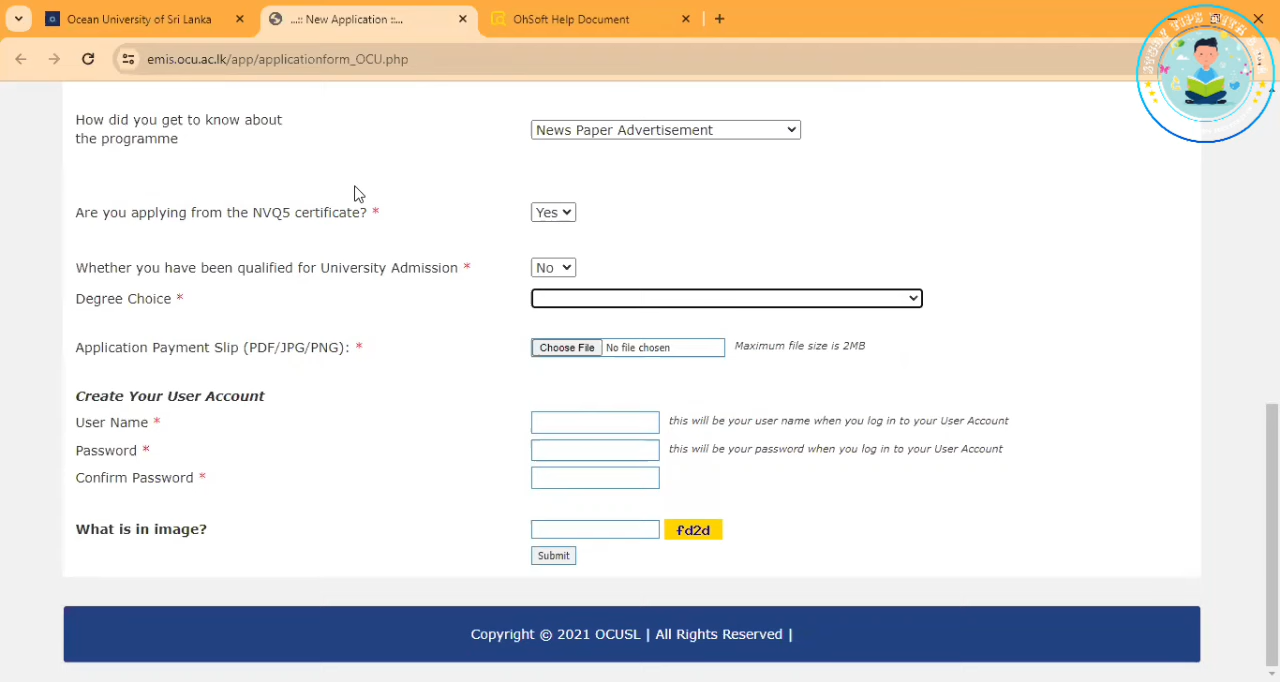 Ocean University of Sri Lanka
...:: New Application ::...
OhSoft Help Document
emis.ocu.ac.lk/app/applicationform_OCU.php
STUDY TIPS WITH
How did you get to know about
the programme
News Paper Advertisement
Are you applying from the NVQ5 certificate? *
Yes
Whether you have been qualified for University Admission *
No
Degree Choice *
Application Payment Slip (PDF/JPG/PNG): *
Choose File No file chosen
Maximum file size is 2MB
Create Your User Account
User Name *
this will be your user name when you log in to your User Account
Password *
this will be your password when you log in to your User Account
Confirm Password *
What is in image?
fd2d
Submit
Copyright © 2021 OCUSL | All Rights Reserved |